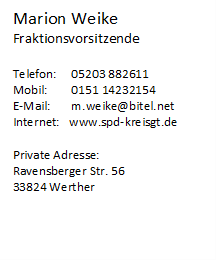 Marion Weike
Fraktionsvorsitzende
Telefon: 05203 882611
Mobil: 0151 14232154
E-Mail: m.weike@bitel.net
Internet: www.spd-kreisgt.de
Private Adresse:
Ravensberger Str. 56
33824 Werther